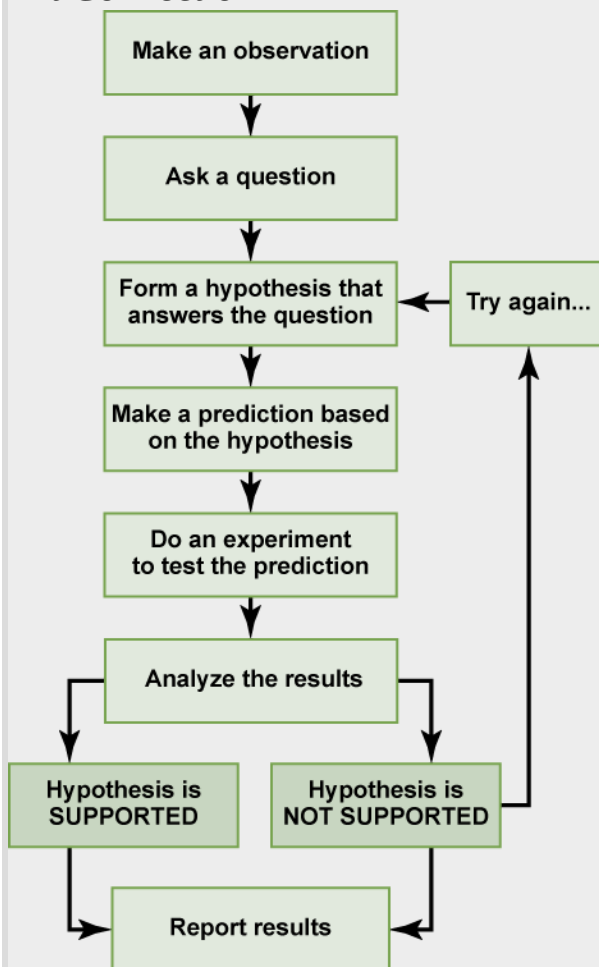 Make an observation
Ask a question
Form a hypothesis that
answers the question
Try again...
Make a prediction based
on the hypothesis
Do an experiment
to test the prediction
Analyze the results
Hypothesis is
SUPPORTED
Hypothesis is
NOT SUPPORTED
Report results